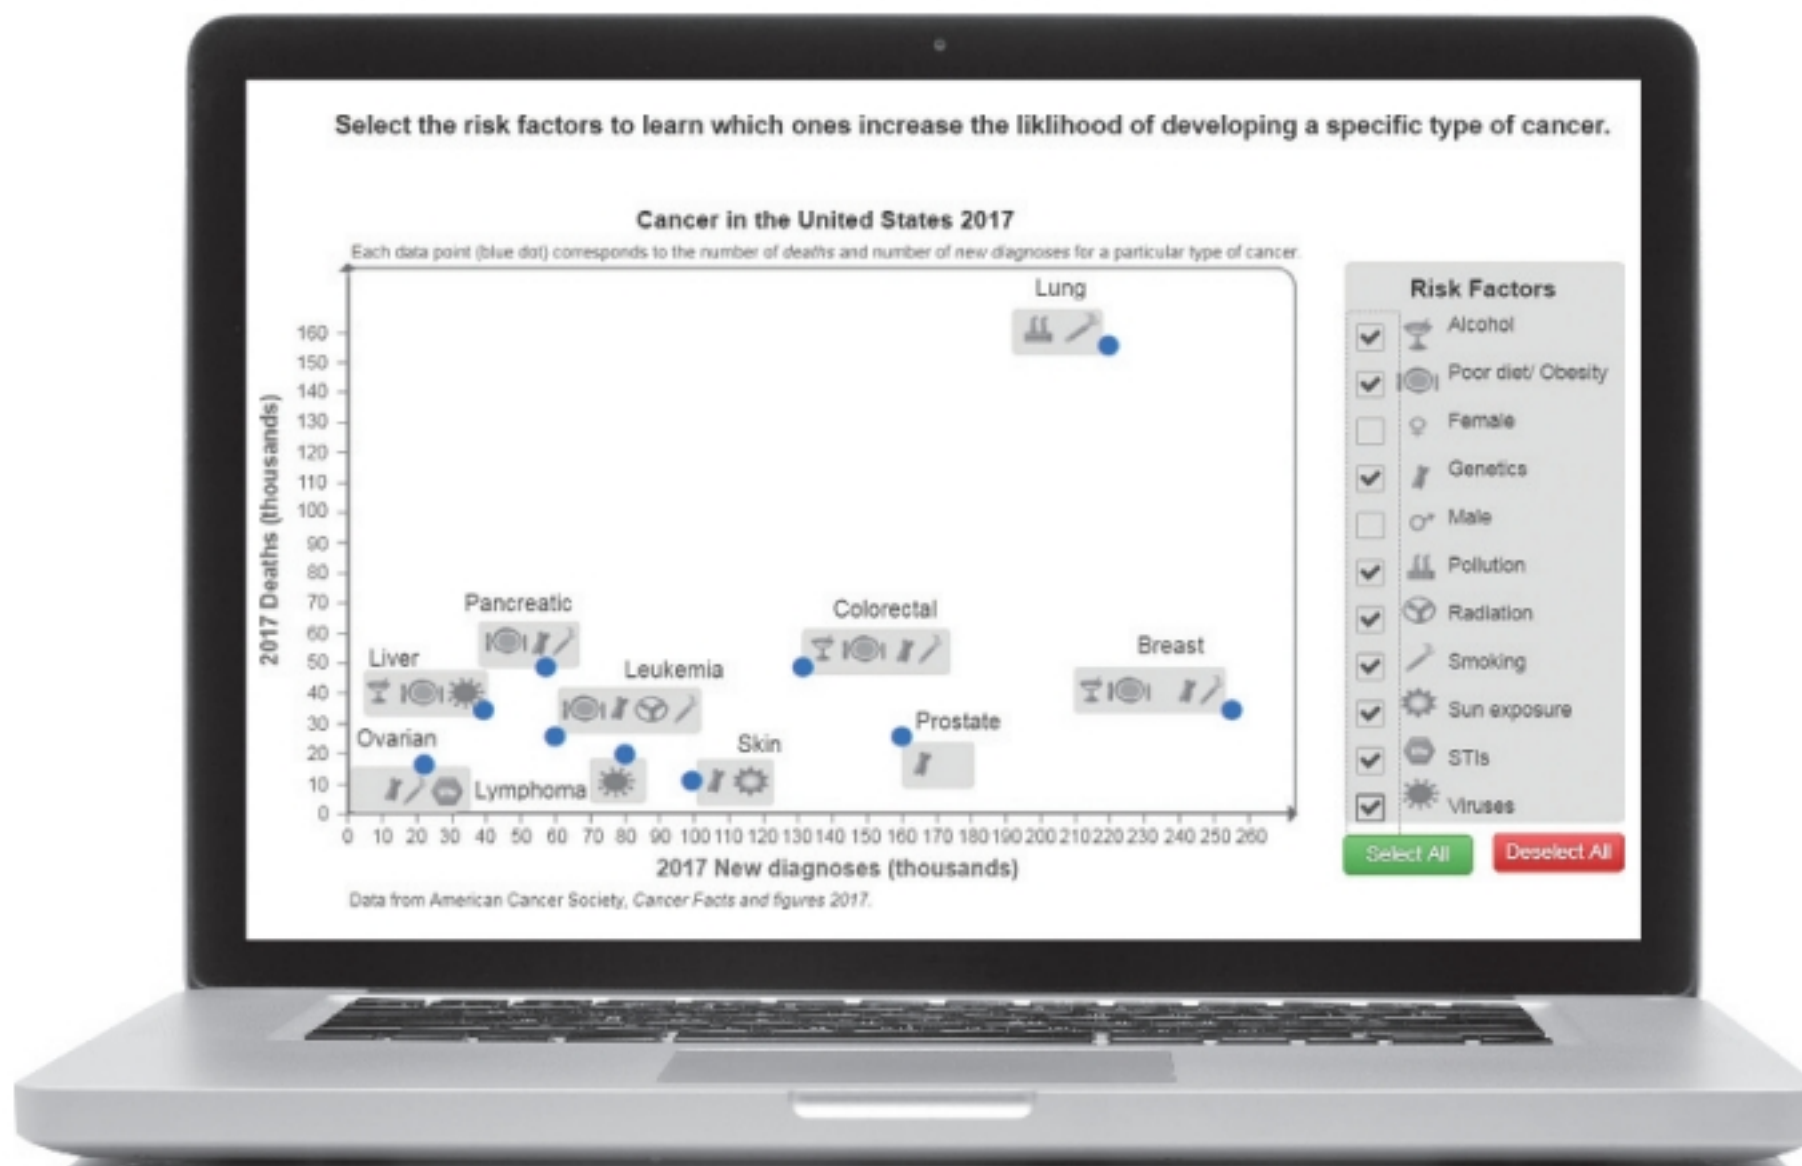 Select the risk factors to learn which ones increase the liklihood of developing a specific type of cancer.
Cancer in the United States 2017
Each data point (blue dot) corresponds to the number of deaths and number of new diagnoses for a particular type of cancer.
2017 Deaths (thousands)
160
150
140
130
120
110
100
90
80
70
60
50
40
30
20
10
0
Lung
Pancreatic
Colorectal
Liver
Leukemia
Breast
Ovarian
Prostate
Skin
Lymphoma
0 10 20 30 40 50 60 70 80 90 100 110 120 130 140 150 160 170 180 190 200 210 220 230 240 250 260
2017 New diagnoses (thousands)
Data from American Cancer Society, Cancer Facts and figures 2017.
Risk Factors
Alcohol
Poor diet/ Obesity
Female
Genetics
Male
Pollution
Radiation
Smoking
Sun exposure
STIs
Viruses
Select All
Deselect All